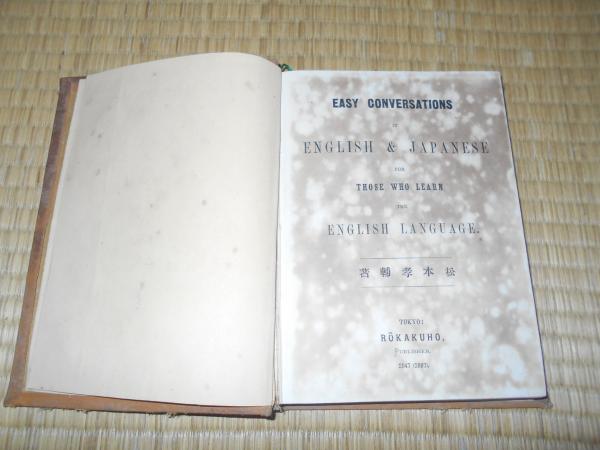 EASY CONVERSATIONS
IN
ENGLISH & JAPANESE
FOR
THOSE WHO LEARN
THE
ENGLISH LANGUAGE.
松本孝輔著
TOKYO:
RŌKAKUHO,
PUBLISHER,
2547 (1887).